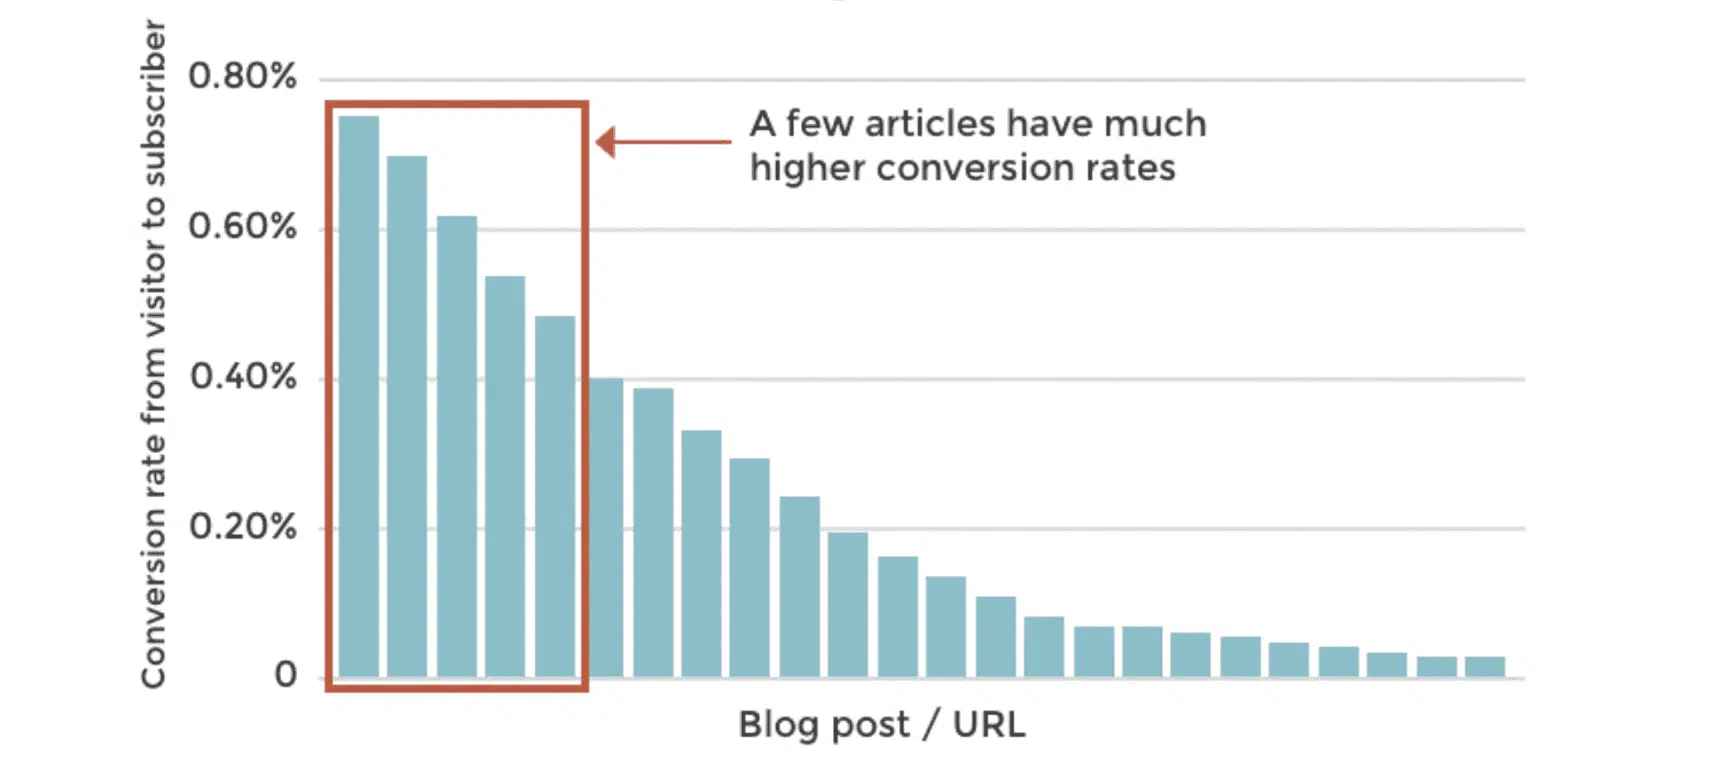 Conversion rate from visitor to subscriber
0.80%
0.60%
0.40%
0.20%
0
A few articles have much
higher conversion rates
Blog post / URL